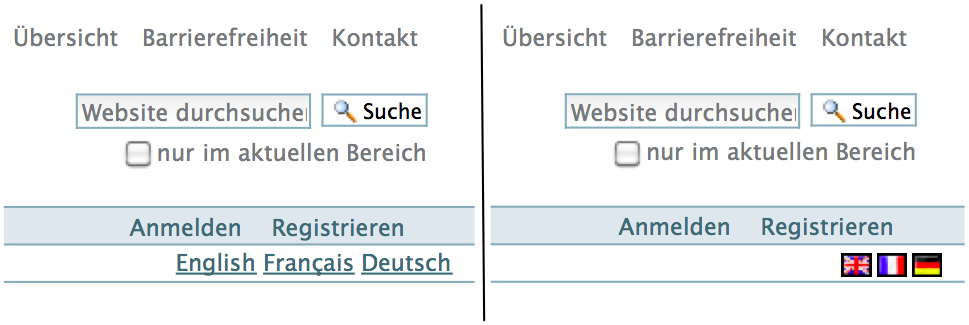 Übersicht Barrierefreiheit Kontakt
Website durchsuchen Suche
nur im aktuellen Bereich
Anmelden Registrieren
English Français Deutsch
Übersicht Barrierefreiheit Kontakt
Website durchsuchen Suche
nur im aktuellen Bereich
Anmelden Registrieren